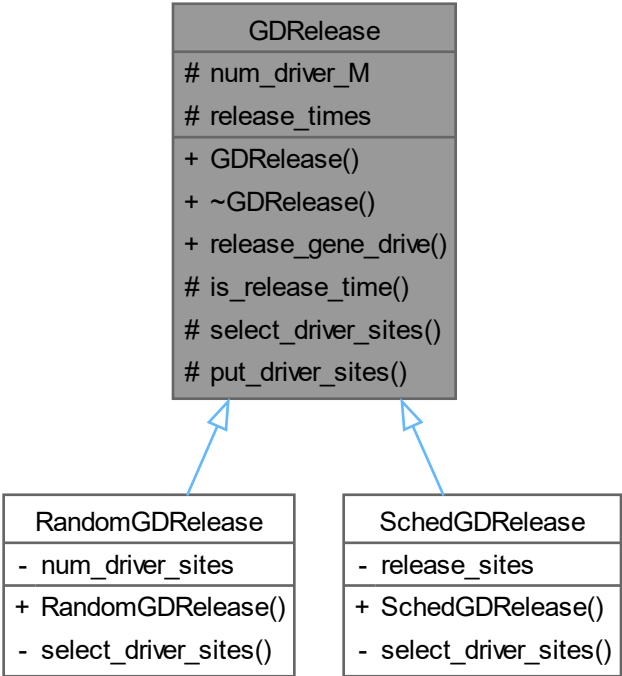 GDRelease
# num_driver_M
# release_times
+ GDRelease()
+ ~GDRelease()
+ release_gene_drive()
# is_release_time()
# select_driver_sites()
# put_driver_sites()
RandomGDRelease
- num_driver_sites
+ RandomGDRelease()
- select_driver_sites()
SchedGDRelease
- release_sites
+ SchedGDRelease()
- select_driver_sites()